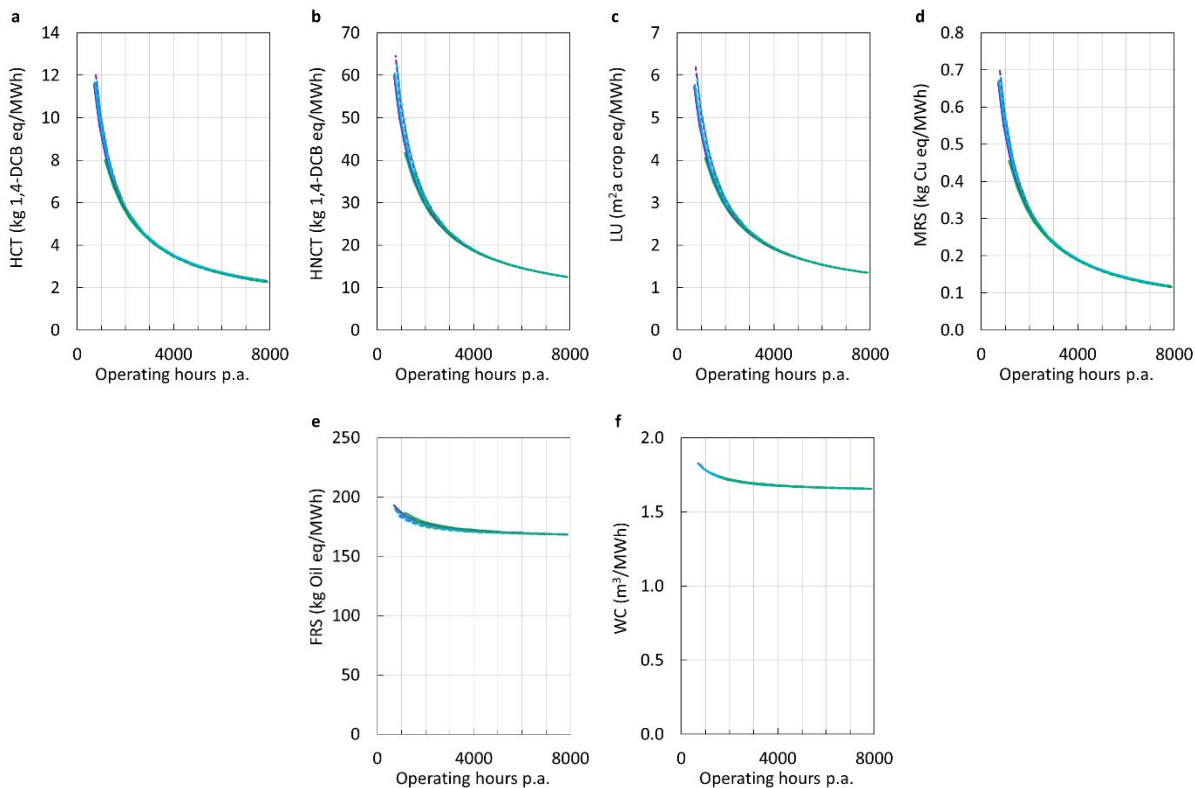 a
HCT (kg 1,4-DCB eq/MWh)
14
12
10
8
6
4
2
0
0 4000 8000
Operating hours p.a.
b
HNCT (kg 1,4-DCB eq/MWh)
70
60
50
40
30
20
10
0
0 4000 8000
Operating hours p.a.
c
LU (m²a crop eq/MWh)
7
6
5
4
3
2
1
0
0 4000 8000
Operating hours p.a.
d
MRS (kg Cu eq/MWh)
0.8
0.7
0.6
0.5
0.4
0.3
0.2
0.1
0.0
0 4000 8000
Operating hours p.a.
e
FRS (kg Oil eq/MWh)
250
200
150
100
50
0
0 4000 8000
Operating hours p.a.
f
WC (m³/MWh)
2.0
1.5
1.0
0.5
0.0
0 4000 8000
Operating hours p.a.